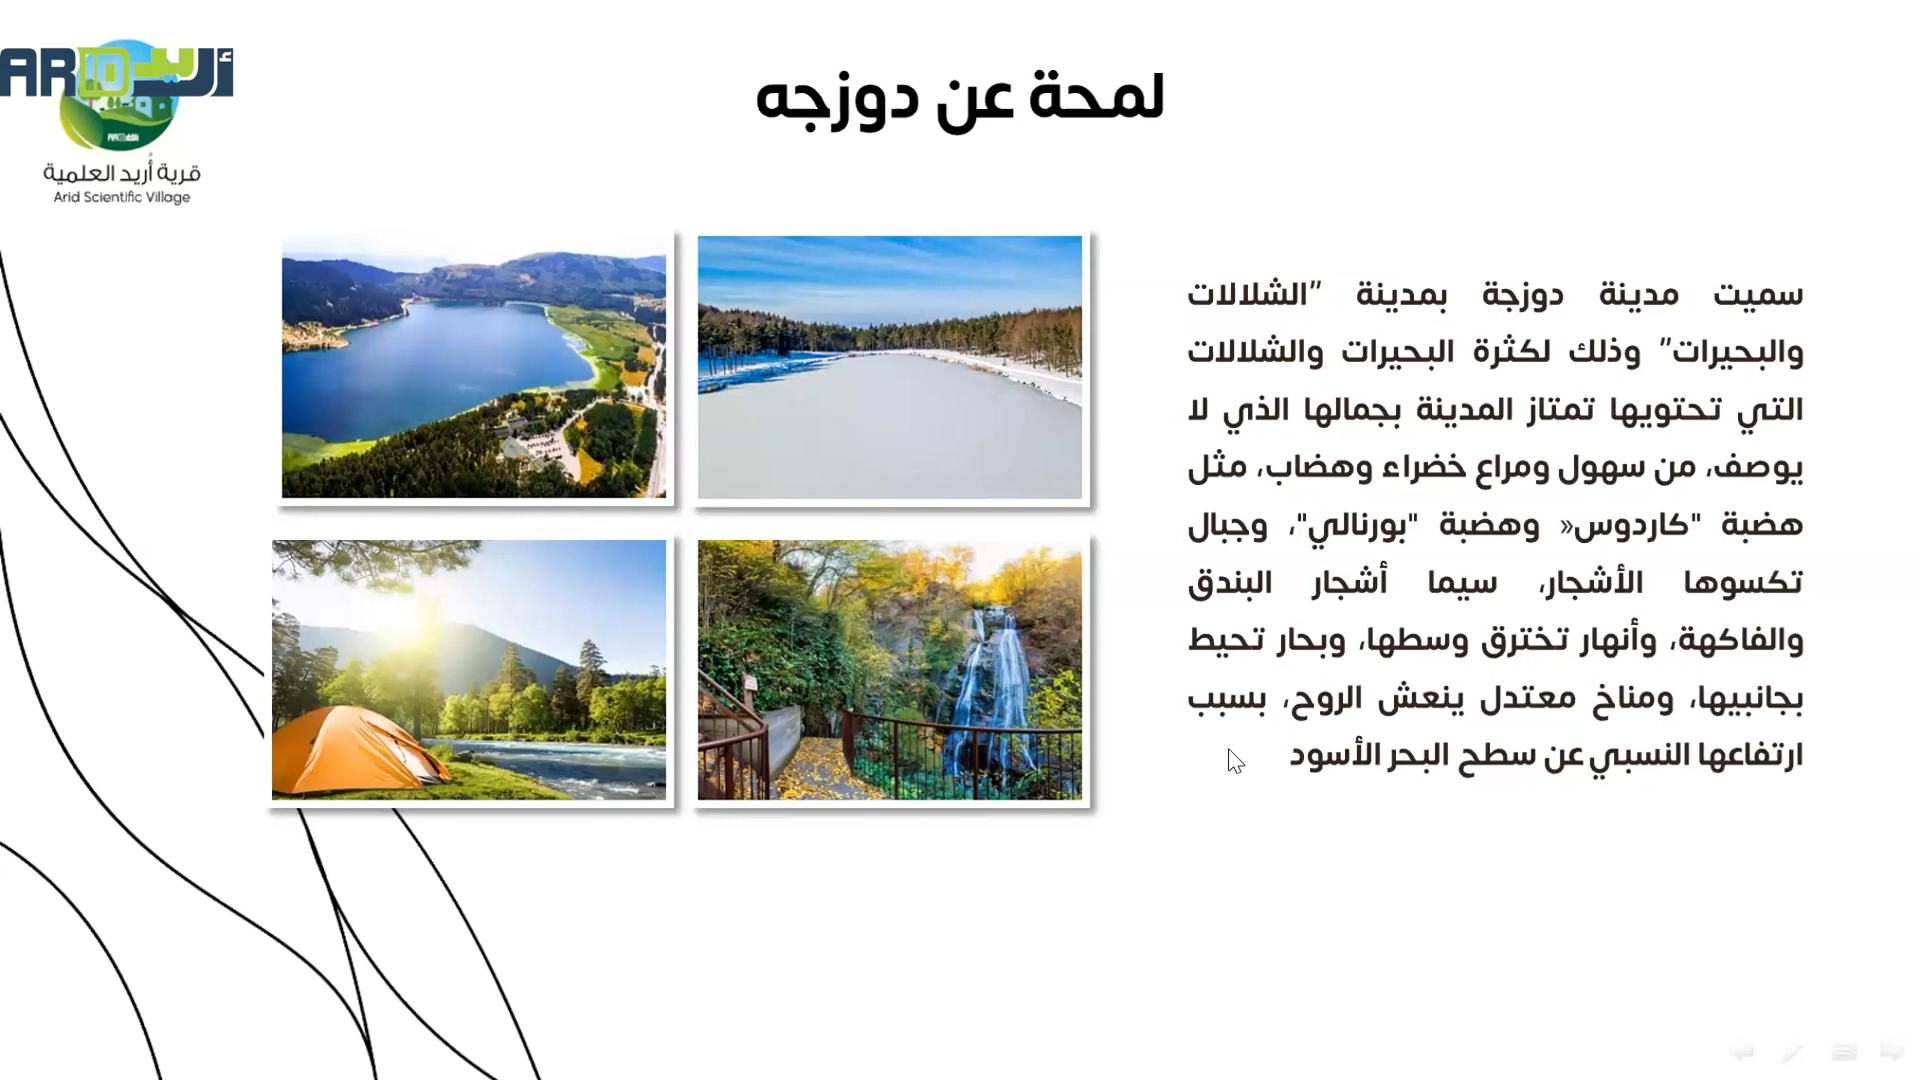 أريد ARID
قرية أُريد العلمية
Arid Scientific Village
لمحة عن دوزجه
سميت مدينة دوزجة بمدينة ”الشلالات
والبحيرات” وذلك لكثرة البحيرات والشلالات
التي تحتويها تمتاز المدينة بجمالها الذي لا
يوصف، من سهول ومراع خضراء وهضاب، مثل
هضبة "كاردوس« وهضبة "بورنالي"، وجبال
تكسوها الأشجار، سيما أشجار البندق
والفاكهة، وأنهار تخترق وسطها، وبحار تحيط
بجانبيها، ومناخ معتدل ينعش الروح، بسبب
ارتفاعها النسبي عن سطح البحر الأسود